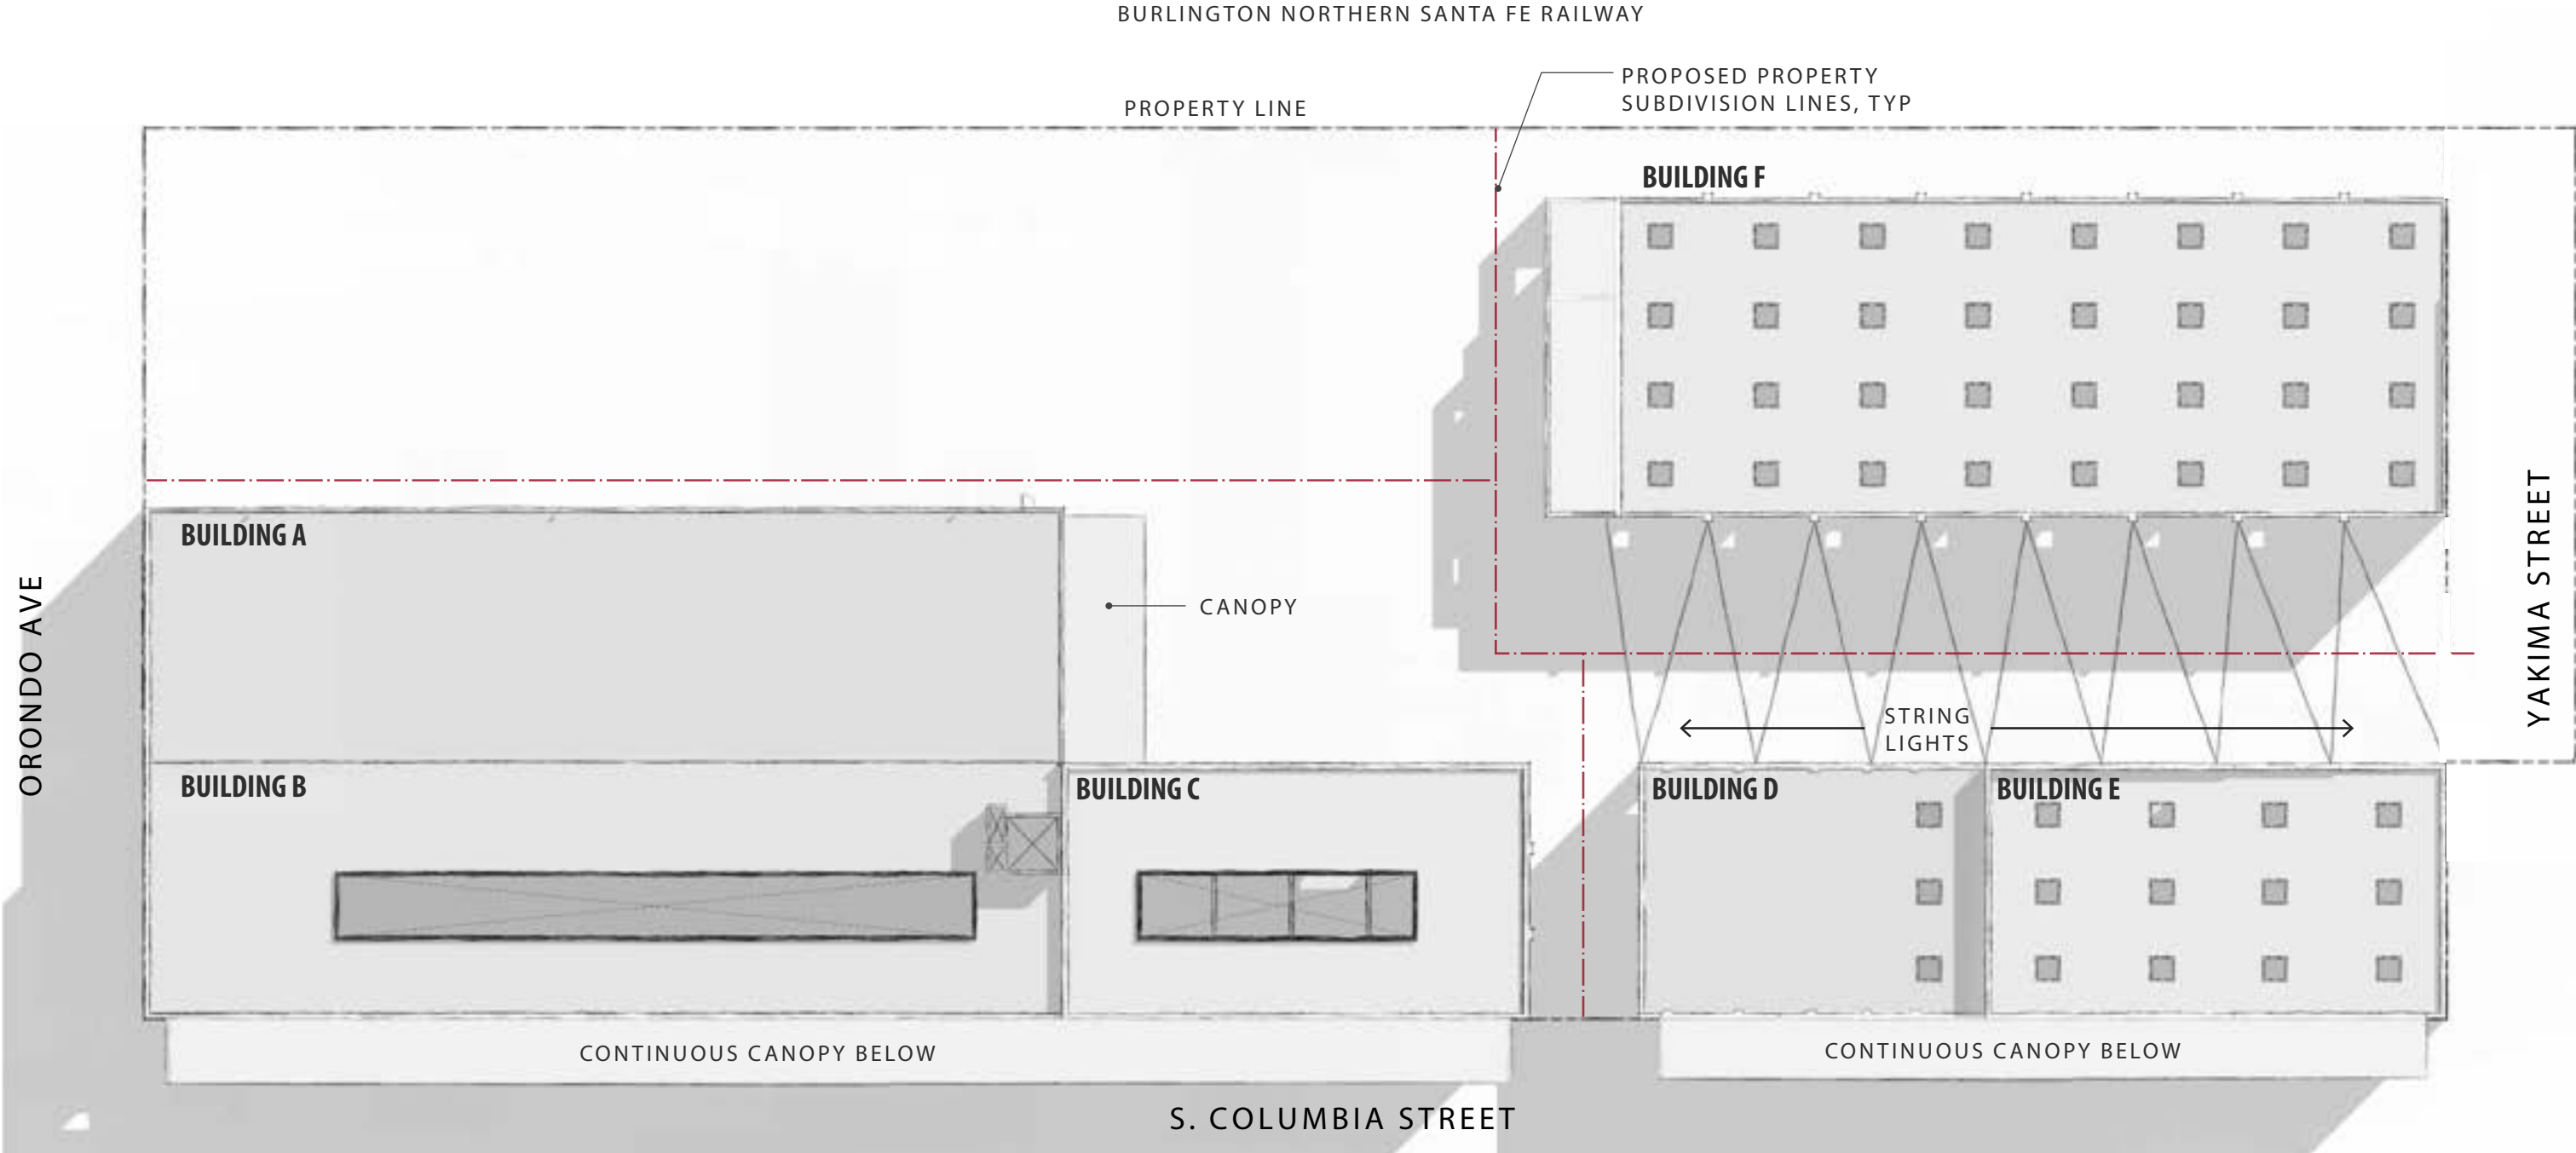 BURLINGTON NORTHERN SANTA FE RAILWAY
PROPOSED PROPERTY
SUBDIVISION LINES, TYP
PROPERTY LINE
BUILDING F
BUILDING A
CANOPY
ORONDO AVE
YAKIMA STREET
STRING
LIGHTS
BUILDING B
BUILDING C
BUILDING D
BUILDING E
CONTINUOUS CANOPY BELOW
CONTINUOUS CANOPY BELOW
S. COLUMBIA STREET